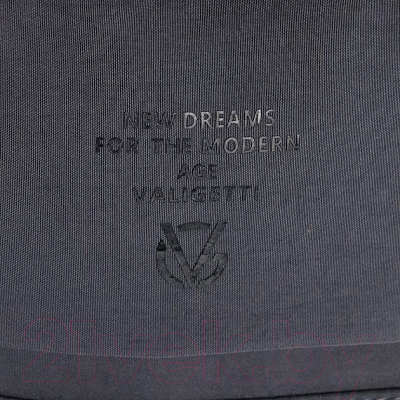 NEW DREAMS
FOR THE MODERN
AGE
VALIGETTI